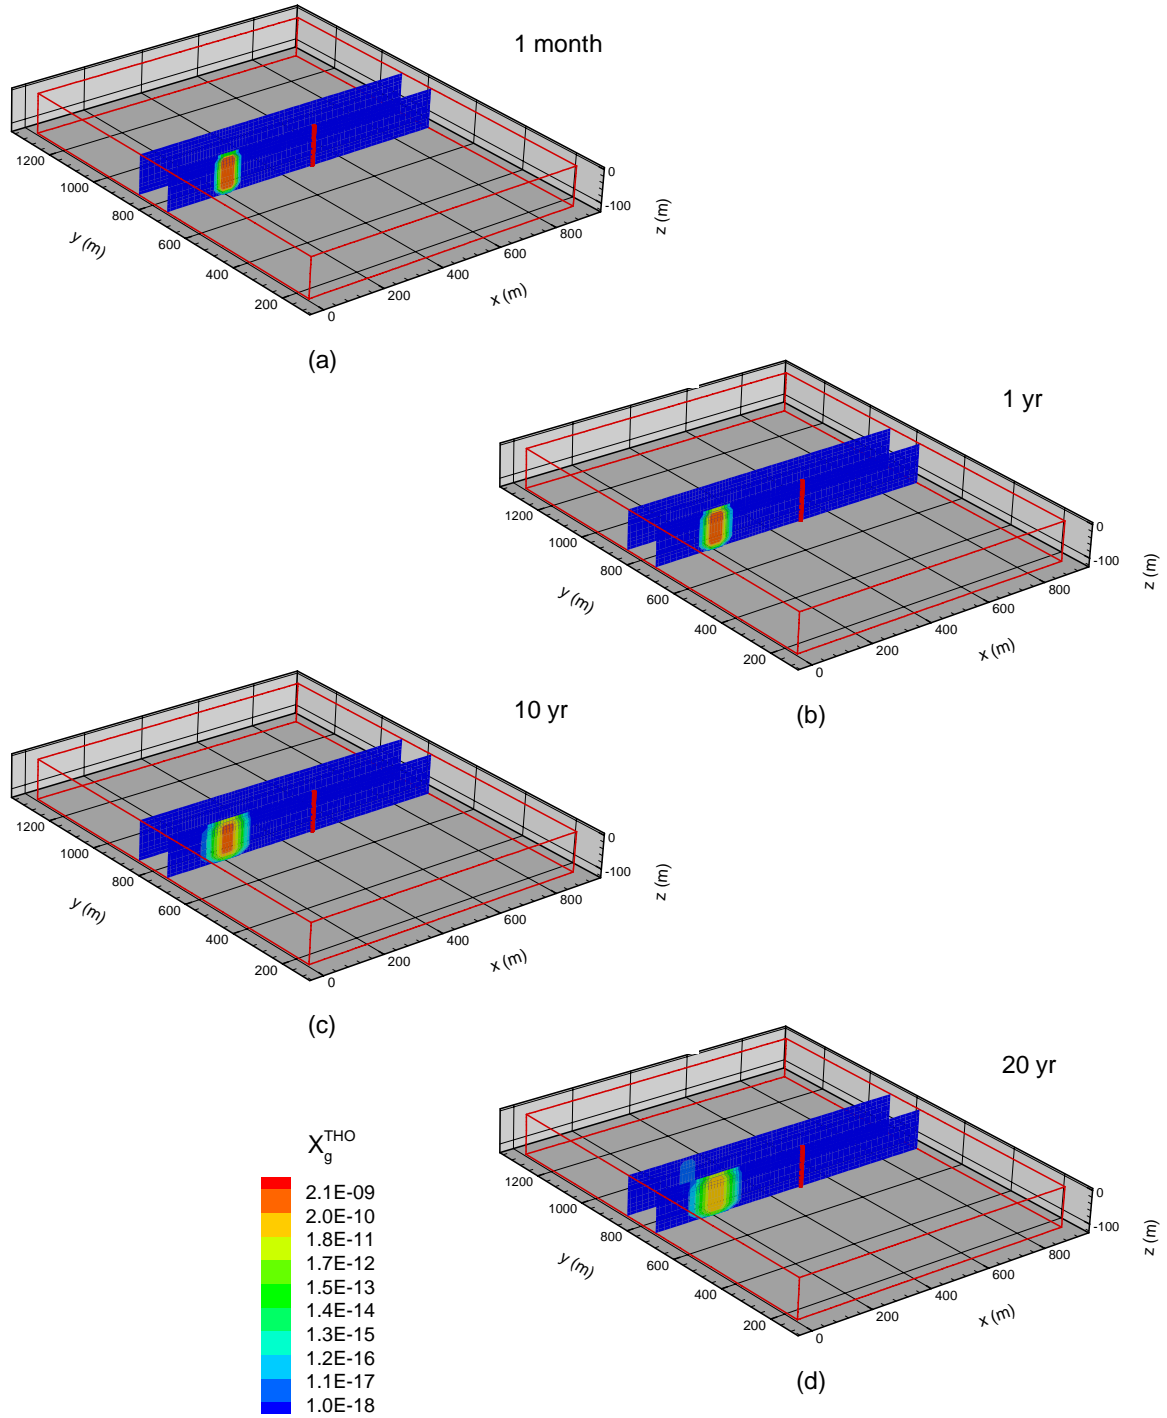 1 month
0
-100
z (m)
1200
1000
800
600
400
200
y (m)
0
200
400
600
800
x (m)
(a)
1 yr
0
-100
z (m)
1200
1000
800
600
400
200
y (m)
0
200
400
600
800
x (m)
(b)
10 yr
0
-100
z (m)
1200
1000
800
600
400
200
y (m)
0
200
400
600
800
x (m)
(c)
20 yr
0
-100
z (m)
1200
1000
800
600
400
200
y (m)
0
200
400
600
800
x (m)
(d)
X_g^THO
2.1E-09
2.0E-10
1.8E-11
1.7E-12
1.5E-13
1.4E-14
1.3E-15
1.2E-16
1.1E-17
1.0E-18